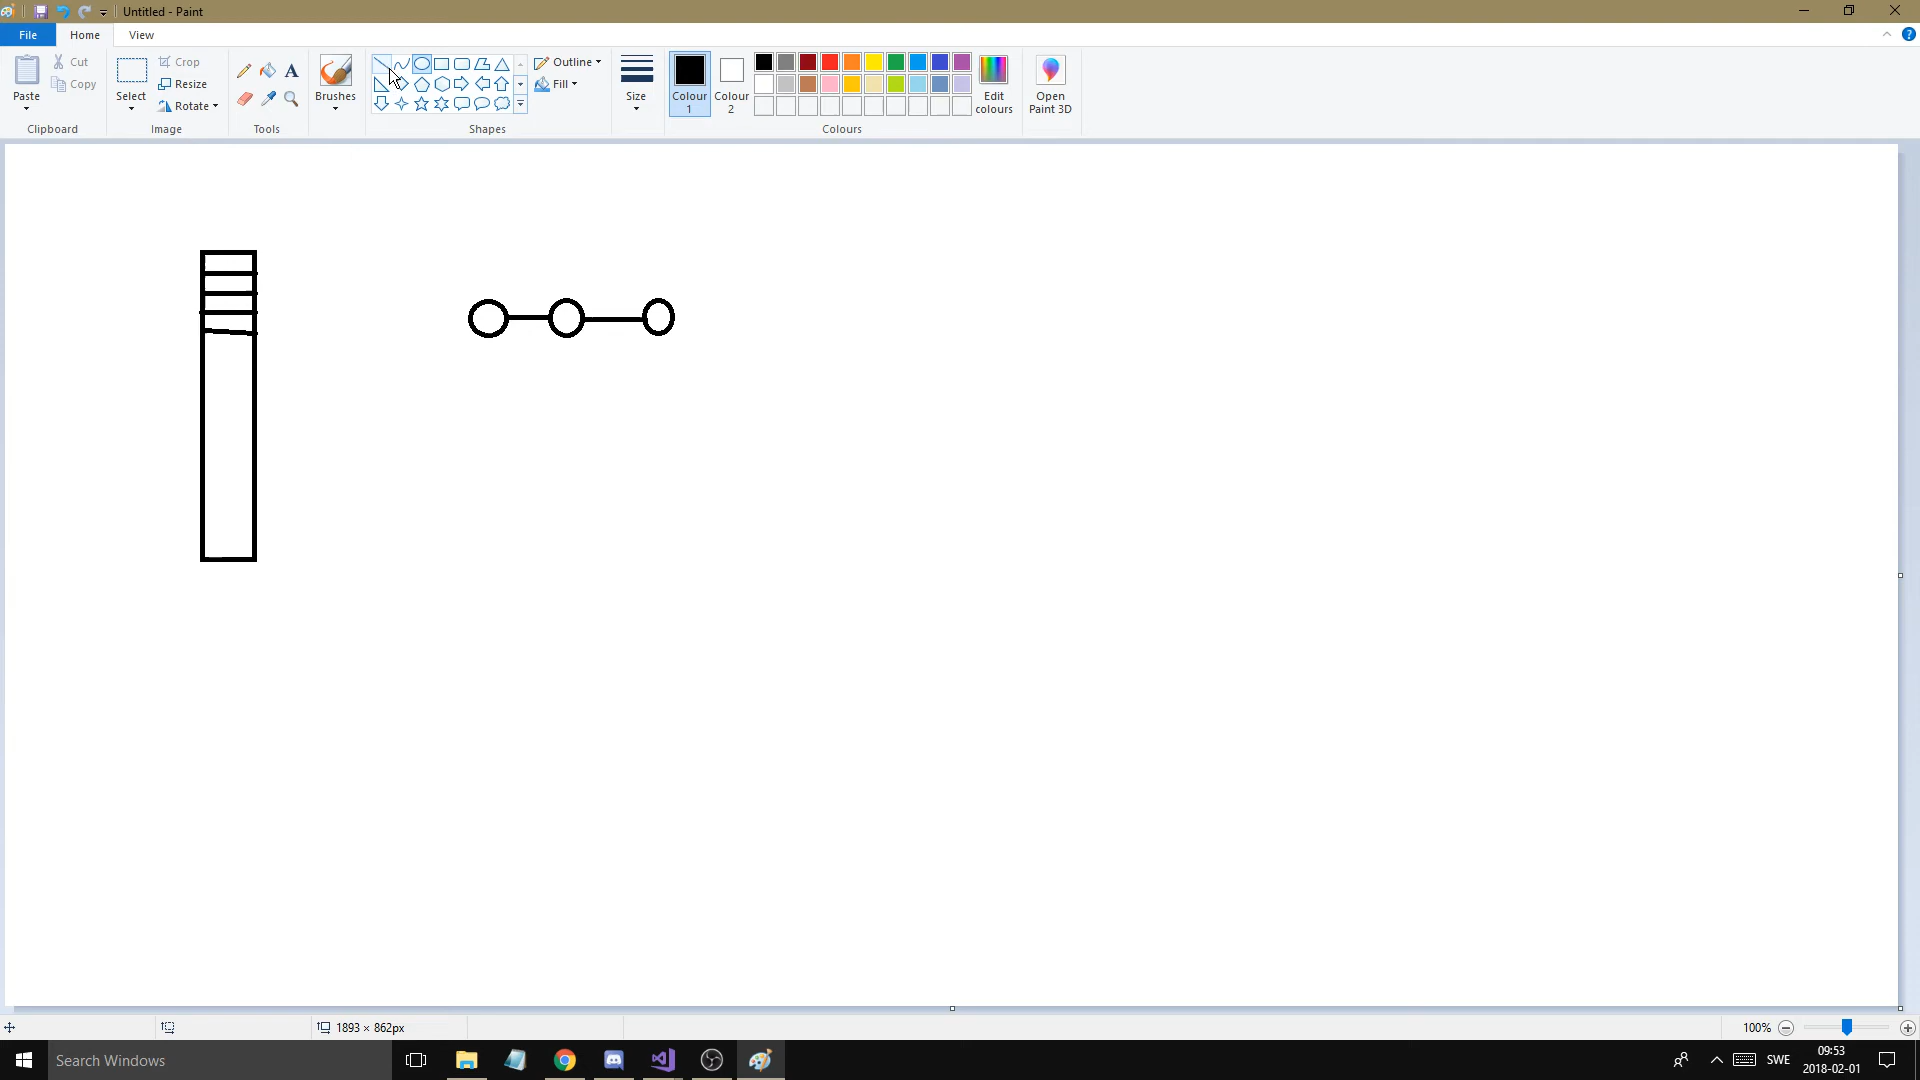 Untitled - Paint
File
Home
View
Paste
Cut
Copy
Clipboard
Select
Crop
Resize
Rotate
Image
A
Tools
Brushes
Shapes
Outline
Fill
Size
Colour 1
Colour 2
Colours
Edit colours
Open Paint 3D
1893 × 862px
100%
Search Windows
SWE
09:53
2018-02-01